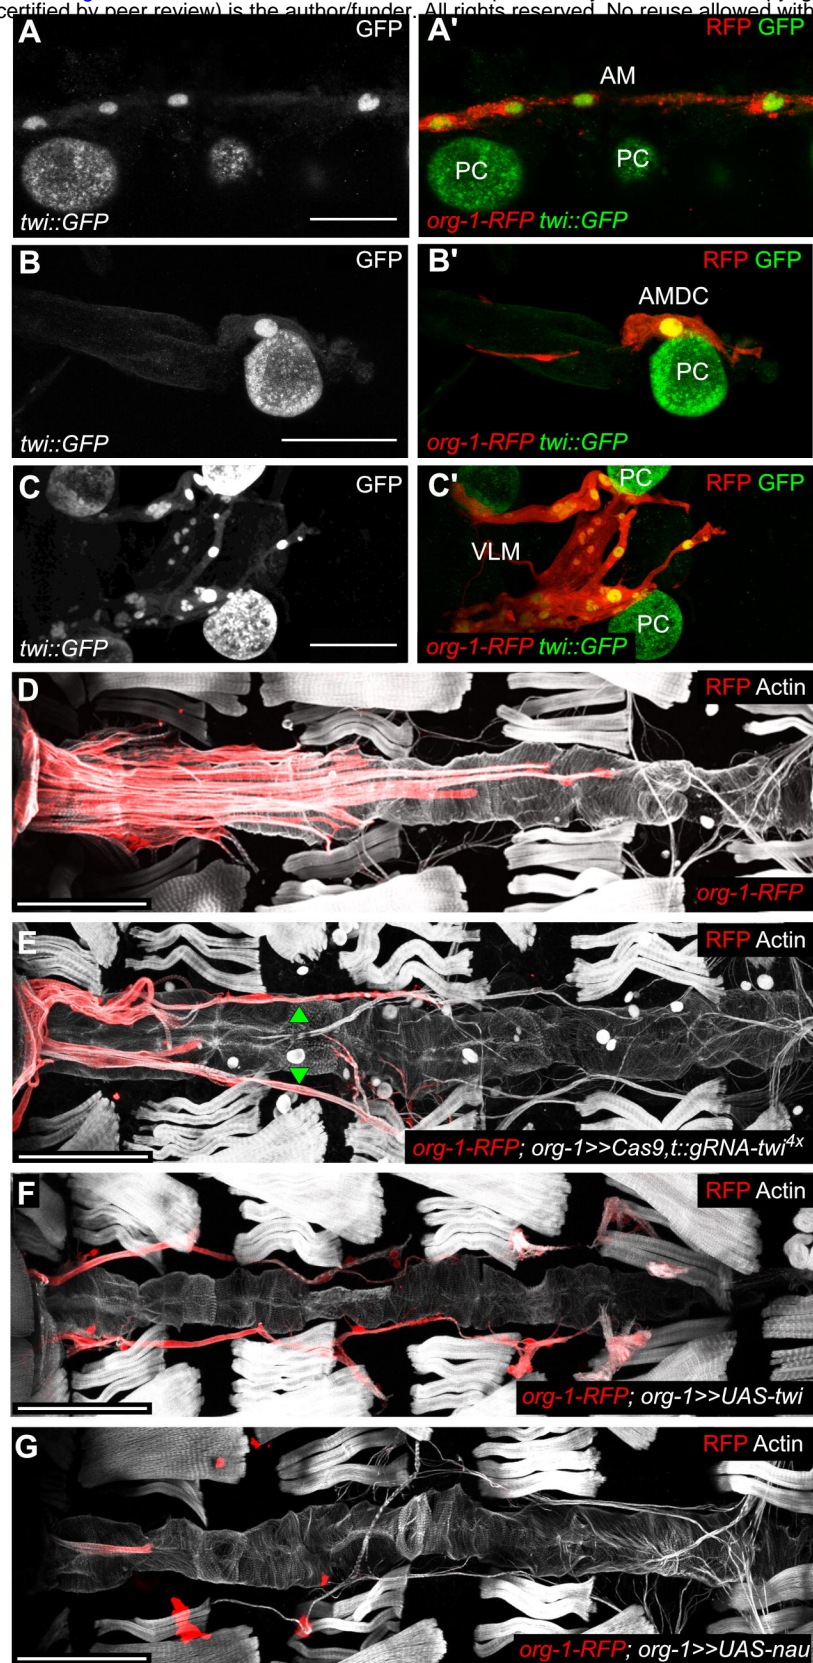 certified by peer review) is the author/funder. All rights reserved. No reuse allowed with
A GFP
twi::GFP
A' RFP GFP
AM
PC PC
org-1-RFP twi::GFP
B GFP
twi::GFP
B' RFP GFP
AMDC
PC
org-1-RFP twi::GFP
C GFP
twi::GFP
C' PC RFP GFP
VLM
PC
org-1-RFP twi::GFP
D RFP Actin
org-1-RFP
E RFP Actin
org-1-RFP; org-1>>Cas9,t::gRNA-twi4x
F RFP Actin
org-1-RFP; org-1>>UAS-twi
G RFP Actin
org-1-RFP; org-1>>UAS-nau